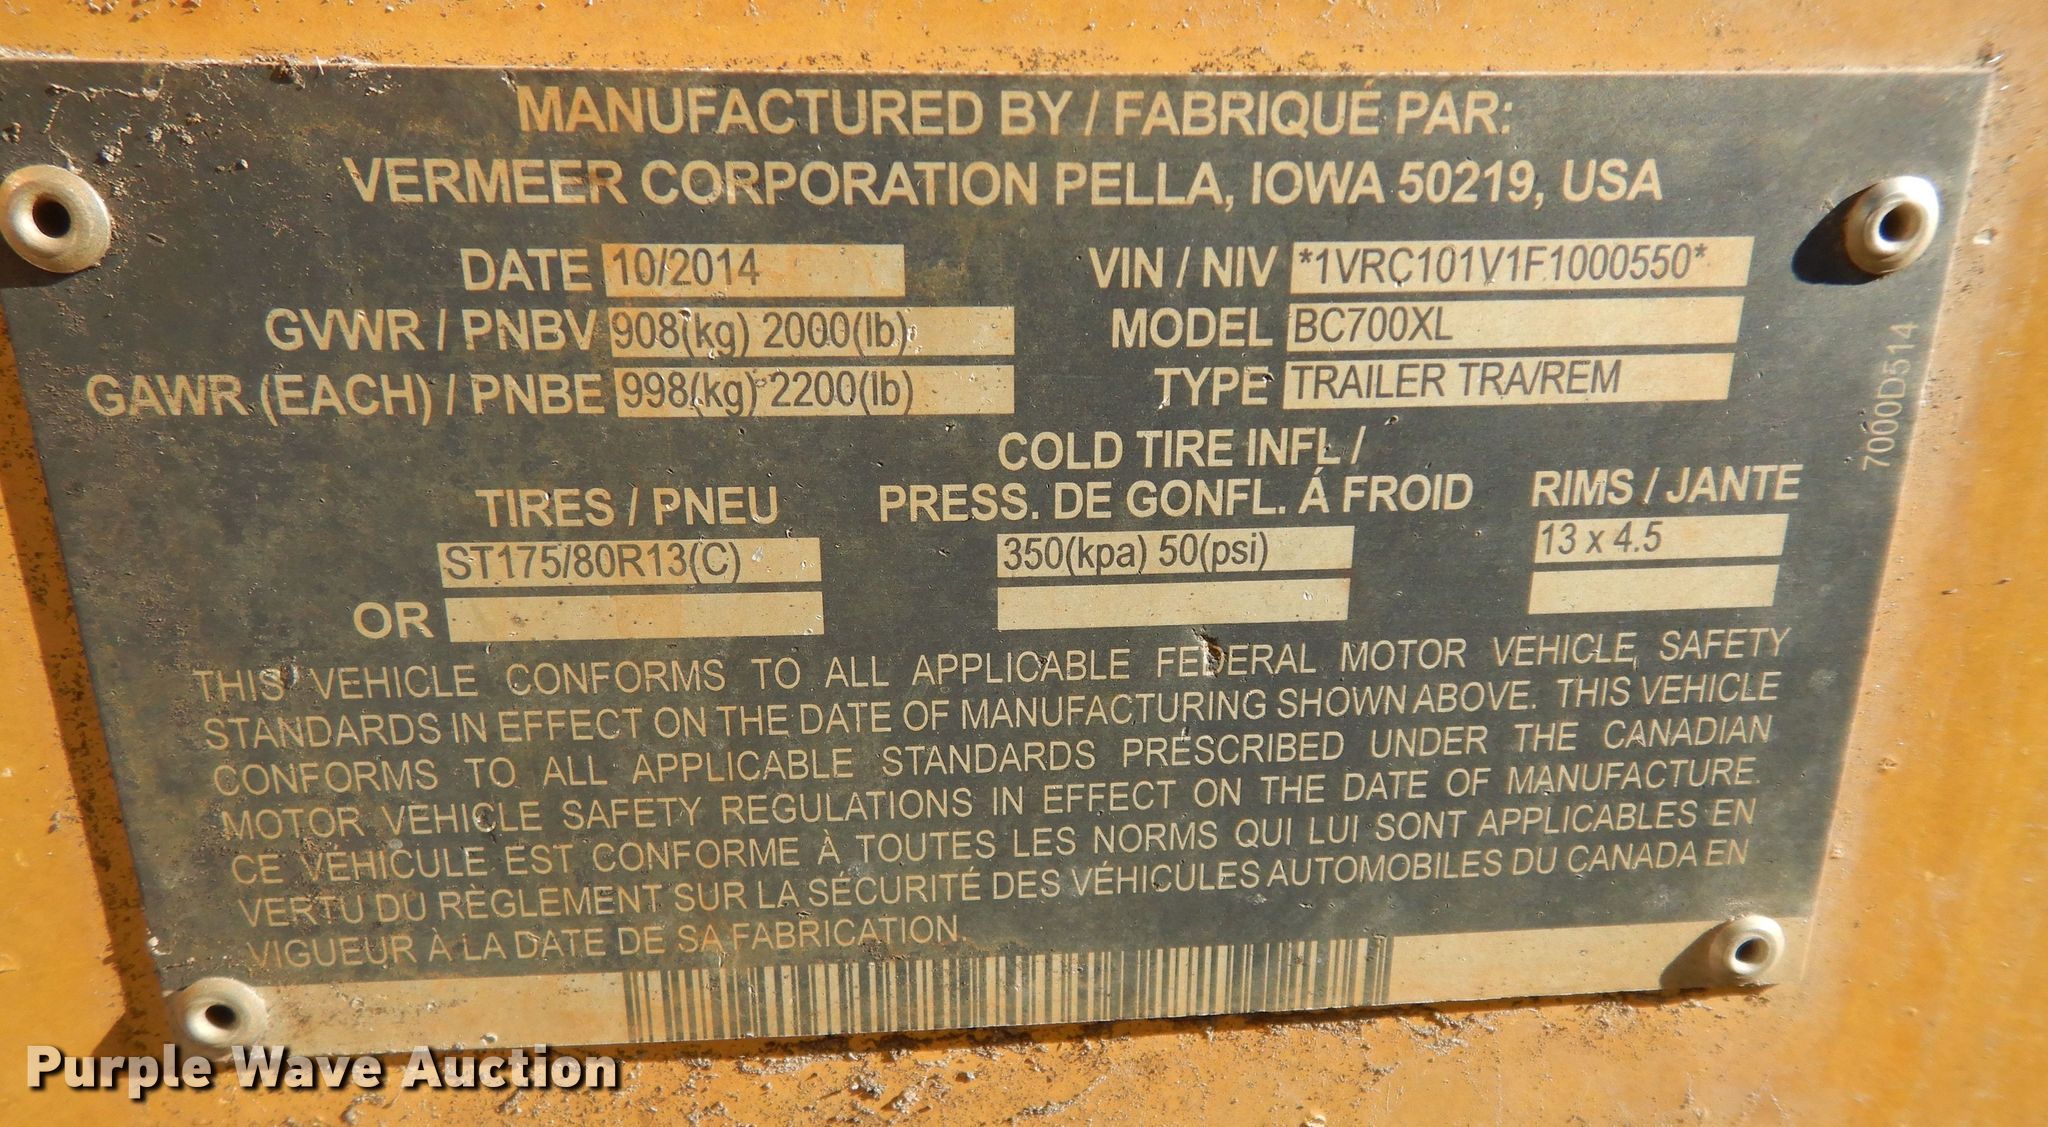 MANUFACTURED BY / FABRIQUÉ PAR:
VERMEER CORPORATION PELLA, IOWA 50219, USA
DATE 10/2014 VIN / NIV *1VRC101V1F1000550*
GVWR / PNBV 908(kg) 2000(lb) MODEL BC700XL
GAWR (EACH) / PNBE 998(kg) 2200(lb) TYPE TRAILER TRA/REM
7000D514
COLD TIRE INFL /
TIRES / PNEU PRESS. DE GONFL. Á FROID RIMS / JANTE
ST175/80R13(C) 350(kpa) 50(psi) 13 x 4.5
OR
THIS VEHICLE CONFORMS TO ALL APPLICABLE FEDERAL MOTOR VEHICLE SAFETY
STANDARDS IN EFFECT ON THE DATE OF MANUFACTURING SHOWN ABOVE. THIS VEHICLE
CONFORMS TO ALL APPLICABLE STANDARDS PRESCRIBED UNDER THE CANADIAN
MOTOR VEHICLE SAFETY REGULATIONS IN EFFECT ON THE DATE OF MANUFACTURE.
CE VÉHICULE EST CONFORME À TOUTES LES NORMS QUI LUI SONT APPLICABLES EN
VERTU DU RÈGLEMENT SUR LA SÉCURITÉ DES VÉHICULES AUTOMOBILES DU CANADA EN
VIGUEUR À LA DATE DE SA FABRICATION.
Purple Wave Auction